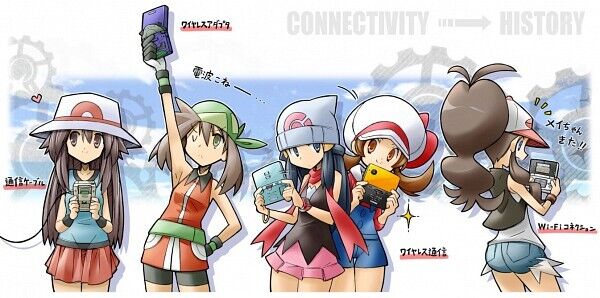 CONNECTIVITY HISTORY
ワイヤレスアダプタ
電波こねー…。
メイちゃん
また!!
通信ケーブル
ワイヤレス通信
Wi-Fiコネクション